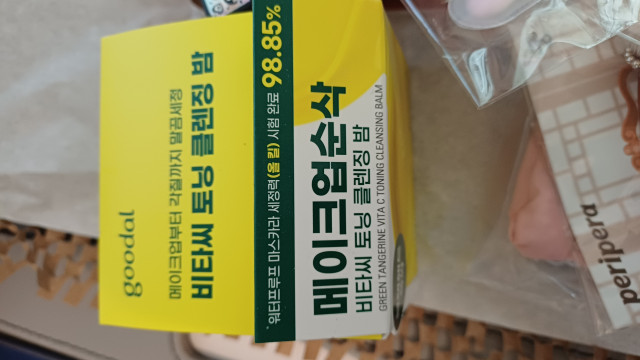 goodal
메이크업부터 각질까지 말끔세정
비타씨 토닝 클렌징 밤
*워터프루프 마스카라 세정력(올 킬) 시험 완료 98.85%
메이크업순삭
비타씨 토닝 클렌징 밤
GREEN TANGERINE VITA C TONING CLEANSING BALM
peripera